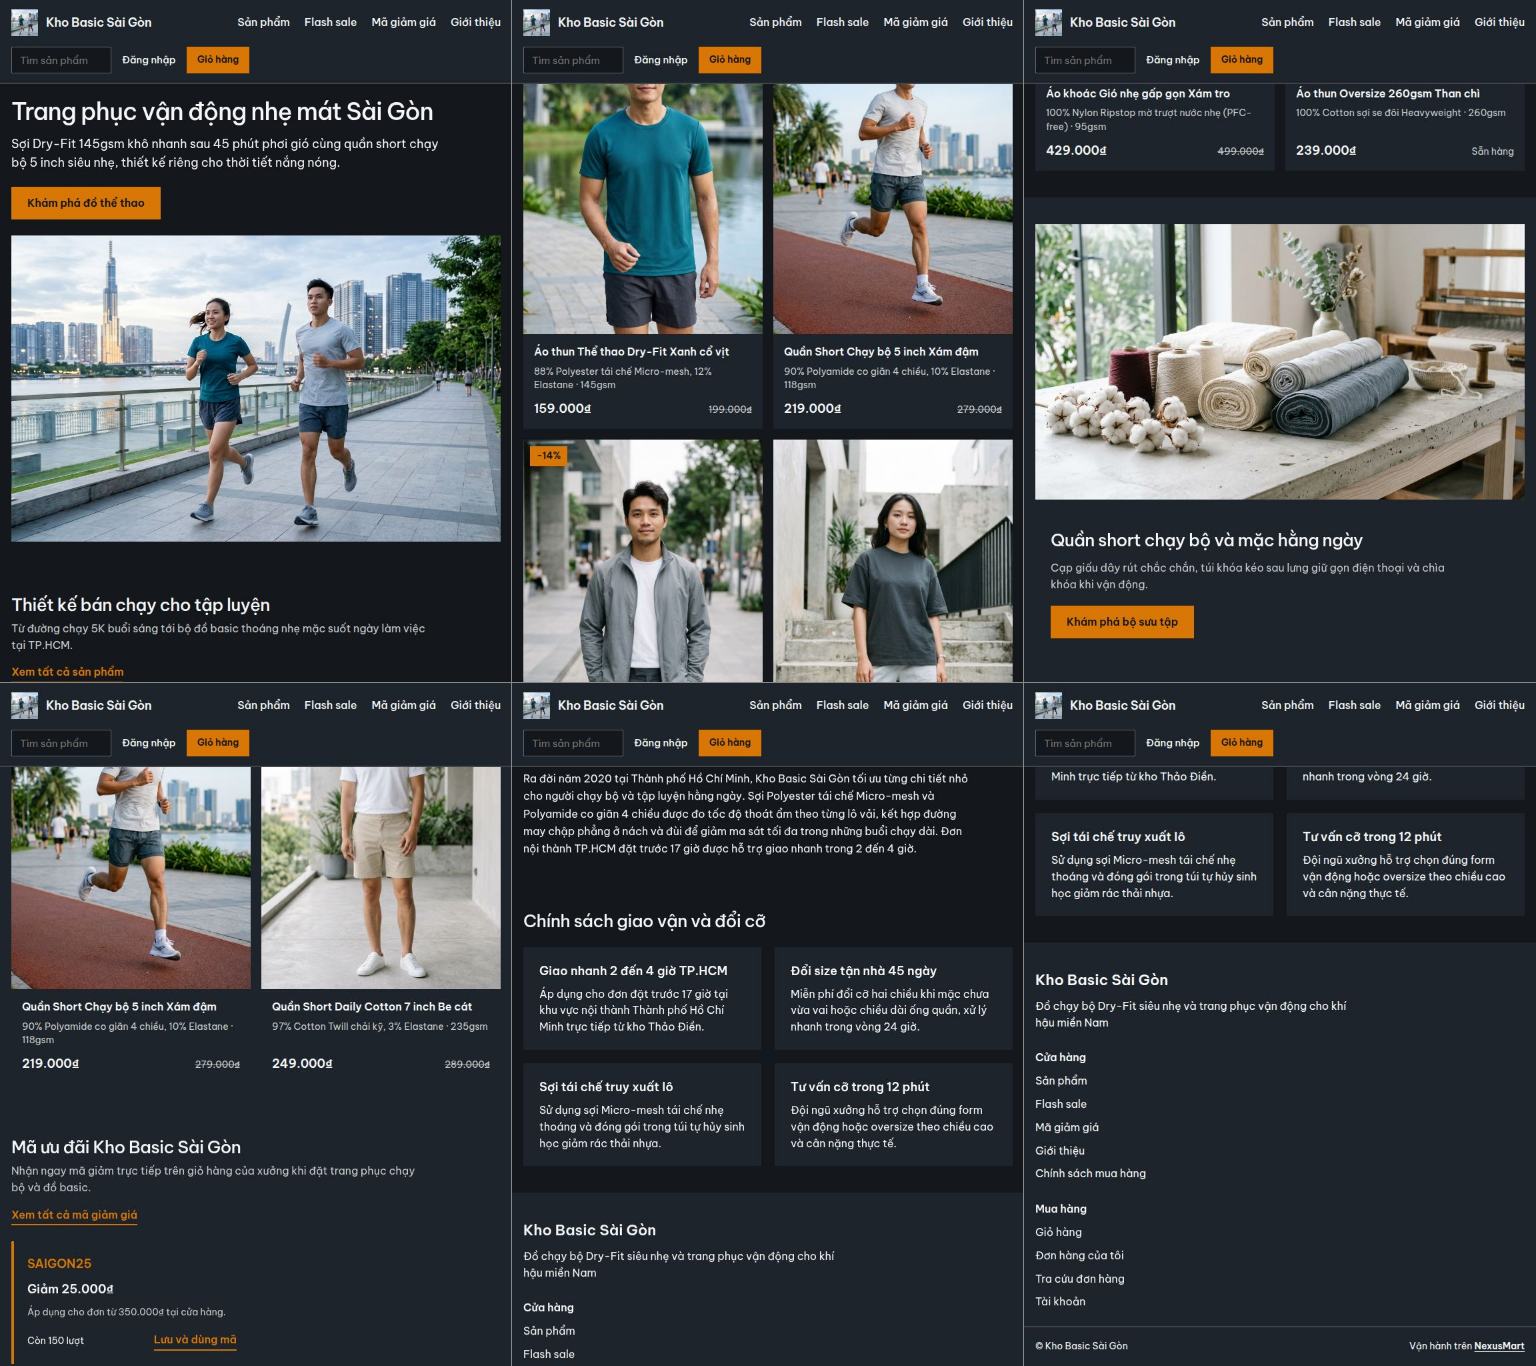 Kho Basic Sài Gòn
Sản phẩm
Flash sale
Mã giảm giá
Giới thiệu
Tìm sản phẩm
Đăng nhập
Giỏ hàng
Trang phục vận động nhẹ mát Sài Gòn
Sợi Dry-Fit 145gsm khô nhanh sau 45 phút phơi gió cùng quần short chạy
bộ 5 inch siêu nhẹ, thiết kế riêng cho thời tiết nắng nóng.
Khám phá đồ thể thao
Thiết kế bán chạy cho tập luyện
Từ đường chạy 5K buổi sáng tới bộ đồ basic thoáng nhẹ mặc suốt ngày làm việc
tại TP.HCM.
Xem tất cả sản phẩm
Kho Basic Sài Gòn
Sản phẩm
Flash sale
Mã giảm giá
Giới thiệu
Tìm sản phẩm
Đăng nhập
Giỏ hàng
Áo thun Thể thao Dry-Fit Xanh cổ vịt
88% Polyester tái chế Micro-mesh, 12%
Elastane · 145gsm
159.000₫
199.000₫
Quần Short Chạy bộ 5 inch Xám đậm
90% Polyamide co giãn 4 chiều, 10% Elastane ·
118gsm
219.000₫
279.000₫
-14%
Kho Basic Sài Gòn
Sản phẩm
Flash sale
Mã giảm giá
Giới thiệu
Tìm sản phẩm
Đăng nhập
Giỏ hàng
Áo khoác Gió nhẹ gấp gọn Xám tro
100% Nylon Ripstop mờ trượt nước nhẹ (PFC-
free) · 95gsm
429.000₫
499.000₫
Áo thun Oversize 260gsm Than chì
100% Cotton sợi se đôi Heavyweight · 260gsm
239.000₫
Sẵn hàng
Quần short chạy bộ và mặc hằng ngày
Cạp giấu dây rút chắc chắn, túi khóa kéo sau lưng giữ gọn điện thoại và chìa
khóa khi vận động.
Khám phá bộ sưu tập
Kho Basic Sài Gòn
Sản phẩm
Flash sale
Mã giảm giá
Giới thiệu
Tìm sản phẩm
Đăng nhập
Giỏ hàng
Quần Short Chạy bộ 5 inch Xám đậm
90% Polyamide co giãn 4 chiều, 10% Elastane ·
118gsm
219.000₫
279.000₫
Quần Short Daily Cotton 7 inch Be cát
97% Cotton Twill chải kỹ, 3% Elastane · 235gsm
249.000₫
289.000₫
Mã ưu đãi Kho Basic Sài Gòn
Nhận ngay mã giảm trực tiếp trên giỏ hàng của xưởng khi đặt trang phục chạy
bộ và đồ basic.
Xem tất cả mã giảm giá
SAIGON25
Giảm 25.000₫
Áp dụng cho đơn từ 350.000₫ tại cửa hàng.
Còn 150 lượt
Lưu và dùng mã
Kho Basic Sài Gòn
Sản phẩm
Flash sale
Mã giảm giá
Giới thiệu
Tìm sản phẩm
Đăng nhập
Giỏ hàng
Ra đời năm 2020 tại Thành phố Hồ Chí Minh, Kho Basic Sài Gòn tối ưu từng chi tiết nhỏ
cho người chạy bộ và tập luyện hằng ngày. Sợi Polyester tái chế Micro-mesh và
Polyamide co giãn 4 chiều được đo tốc độ thoát ẩm theo từng lô vải, kết hợp đường
may chập phẳng ở nách và đùi để giảm ma sát tối đa trong những buổi chạy dài. Đơn
nội thành TP.HCM đặt trước 17 giờ được hỗ trợ giao nhanh trong 2 đến 4 giờ.
Chính sách giao vận và đổi cỡ
Giao nhanh 2 đến 4 giờ TP.HCM
Áp dụng cho đơn đặt trước 17 giờ tại
khu vực nội thành Thành phố Hồ Chí
Minh trực tiếp từ kho Thảo Điền.
Đổi size tận nhà 45 ngày
Miễn phí đổi cỡ hai chiều khi mặc chưa
vừa vai hoặc chiều dài ống quần, xử lý
nhanh trong vòng 24 giờ.
Sợi tái chế truy xuất lô
Sử dụng sợi Micro-mesh tái chế nhẹ
thoáng và đóng gói trong túi tự hủy sinh
học giảm rác thải nhựa.
Tư vấn cỡ trong 12 phút
Đội ngũ xưởng hỗ trợ chọn đúng form
vận động hoặc oversize theo chiều cao
và cân nặng thực tế.
Kho Basic Sài Gòn
Đồ chạy bộ Dry-Fit siêu nhẹ và trang phục vận động cho khí
hậu miền Nam
Cửa hàng
Sản phẩm
Flash sale
Kho Basic Sài Gòn
Sản phẩm
Flash sale
Mã giảm giá
Giới thiệu
Tìm sản phẩm
Đăng nhập
Giỏ hàng
Minh trực tiếp từ kho Thảo Điền.
nhanh trong vòng 24 giờ.
Sợi tái chế truy xuất lô
Sử dụng sợi Micro-mesh tái chế nhẹ
thoáng và đóng gói trong túi tự hủy sinh
học giảm rác thải nhựa.
Tư vấn cỡ trong 12 phút
Đội ngũ xưởng hỗ trợ chọn đúng form
vận động hoặc oversize theo chiều cao
và cân nặng thực tế.
Kho Basic Sài Gòn
Đồ chạy bộ Dry-Fit siêu nhẹ và trang phục vận động cho khí
hậu miền Nam
Cửa hàng
Sản phẩm
Flash sale
Mã giảm giá
Giới thiệu
Chính sách mua hàng
Mua hàng
Giỏ hàng
Đơn hàng của tôi
Tra cứu đơn hàng
Tài khoản
© Kho Basic Sài Gòn
Vận hành trên NexusMart